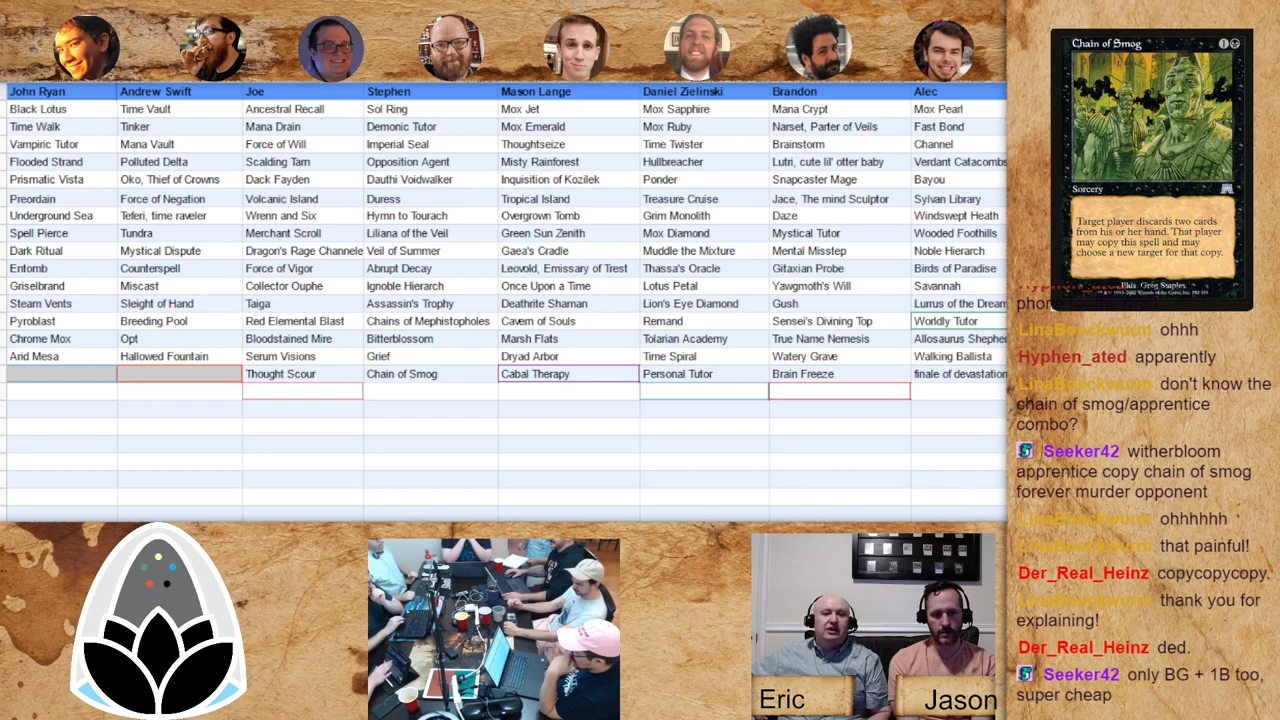 John Ryan Andrew Swift Joe Stephen Mason Lange Daniel Zielinski Brandon Alec
Black Lotus Time Vault Ancestral Recall Sol Ring Mox Jet Mox Sapphire Mana Crypt Mox Pearl
Time Walk Tinker Mana Drain Demonic Tutor Mox Emerald Mox Ruby Narset, Parter of Veils Fast Bond
Vampiric Tutor Mana Vault Force of Will Imperial Seal Thoughtseize Time Twister Brainstorm Channel
Flooded Strand Polluted Delta Scalding Tarn Opposition Agent Misty Rainforest Hullbreacher Lutri, cute lil' otter baby Verdant Catacombs
Prismatic Vista Oko, Thief of Crowns Dack Fayden Dauthi Voidwalker Inquisition of Kozilek Ponder Snapcaster Mage Bayou
Preordain Force of Negation Volcanic Island Duress Tropical Island Treasure Cruise Jace, The mind Sculptor Sylvan Library
Underground Sea Teferi, time raveler Wrenn and Six Hymn to Tourach Overgrown Tomb Grim Monolith Daze Windswept Heath
Spell Pierce Tundra Merchant Scroll Liliana of the Veil Green Sun Zenith Mox Diamond Mystical Tutor Wooded Foothills
Dark Ritual Mystical Dispute Dragon's Rage Channele Veil of Summer Gaea's Cradle Muddle the Mixture Mental Misstep Noble Hierarch
Entomb Counterspell Force of Vigor Abrupt Decay Leovold, Emissary of Trest Thassa's Oracle Gitaxian Probe Birds of Paradise
Griselbrand Miscast Collector Ouphe Ignoble Hierarch Once Upon a Time Lotus Petal Yawgmoth's Will Savannah
Steam Vents Sleight of Hand Taiga Assassin's Trophy Deathrite Shaman Lion's Eye Diamond Gush Lurrus of the Dream
Pyroblast Breeding Pool Red Elemental Blast Chains of Mephistopheles Cavern of Souls Remand Sensei's Divining Top Worldly Tutor
Chrome Mox Opt Bloodstained Mire Bitterblossom Marsh Flats Tolarian Academy True Name Nemesis Allosaurus Shepher
Arid Mesa Hallowed Fountain Serum Visions Grief Dryad Arbor Time Spiral Watery Grave Walking Ballista
Thought Scour Chain of Smog Cabal Therapy Personal Tutor Brain Freeze finale of devastation
Chain of Smog 1
Sorcery
Target player discards two cards
from his or her hand. That player
may copy this spell and may
choose a new target for that copy.
Illus. Greg Staples
phon
LinaBoeckwurm ohhh
Hyphen_ated apparently
LinaBoeckwurm don't know the
chain of smog/apprentice
combo?
Seeker42 witherbloom
apprentice copy chain of smog
forever murder opponent
LinaBoeckwurm ohhhhhh
LinaBoeckwurm that painful!
Der_Real_Heinz copycopycopy.
LinaBoeckwurm thank you for
explaining!
Der_Real_Heinz ded.
Seeker42 only BG + 1B too,
super cheap
Eric Jason